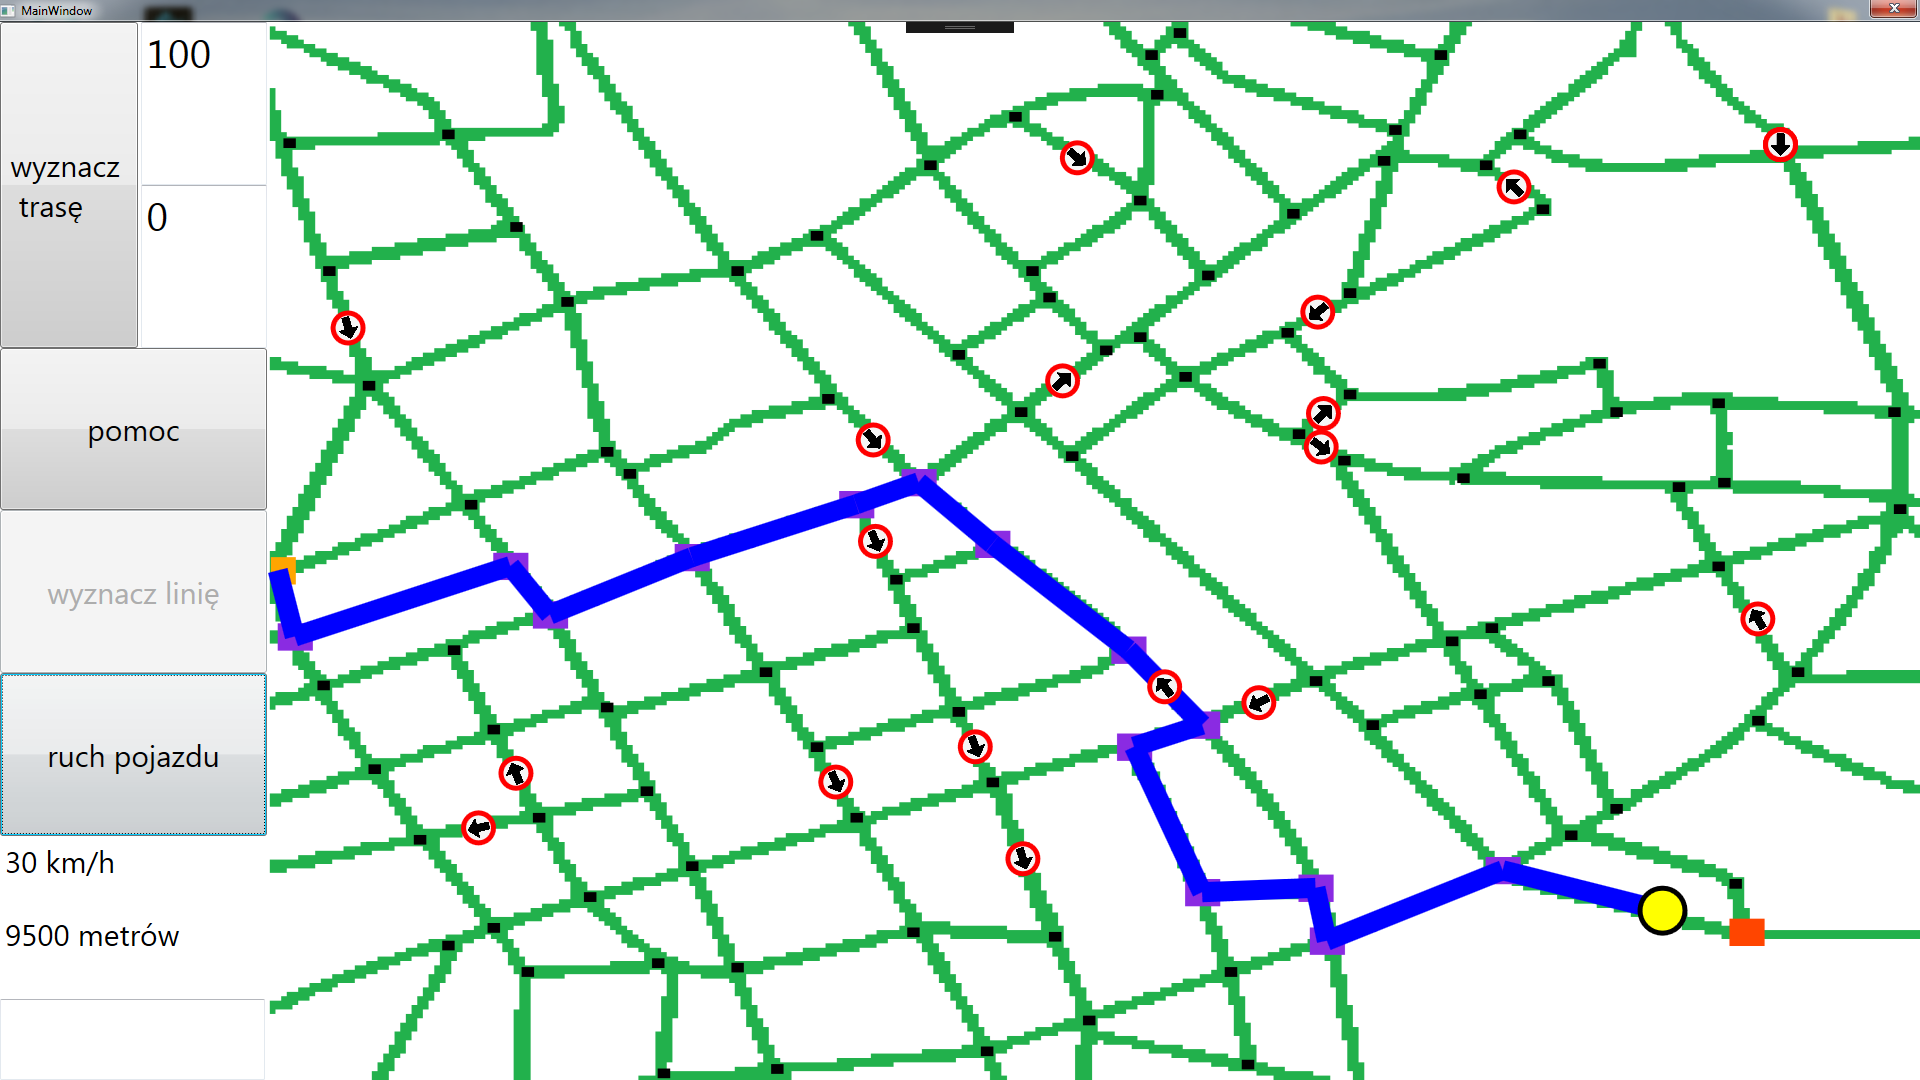 MainWindow
100
wyznacz
trasę
0
pomoc
wyznacz linię
ruch pojazdu
30 km/h
9500 metrów